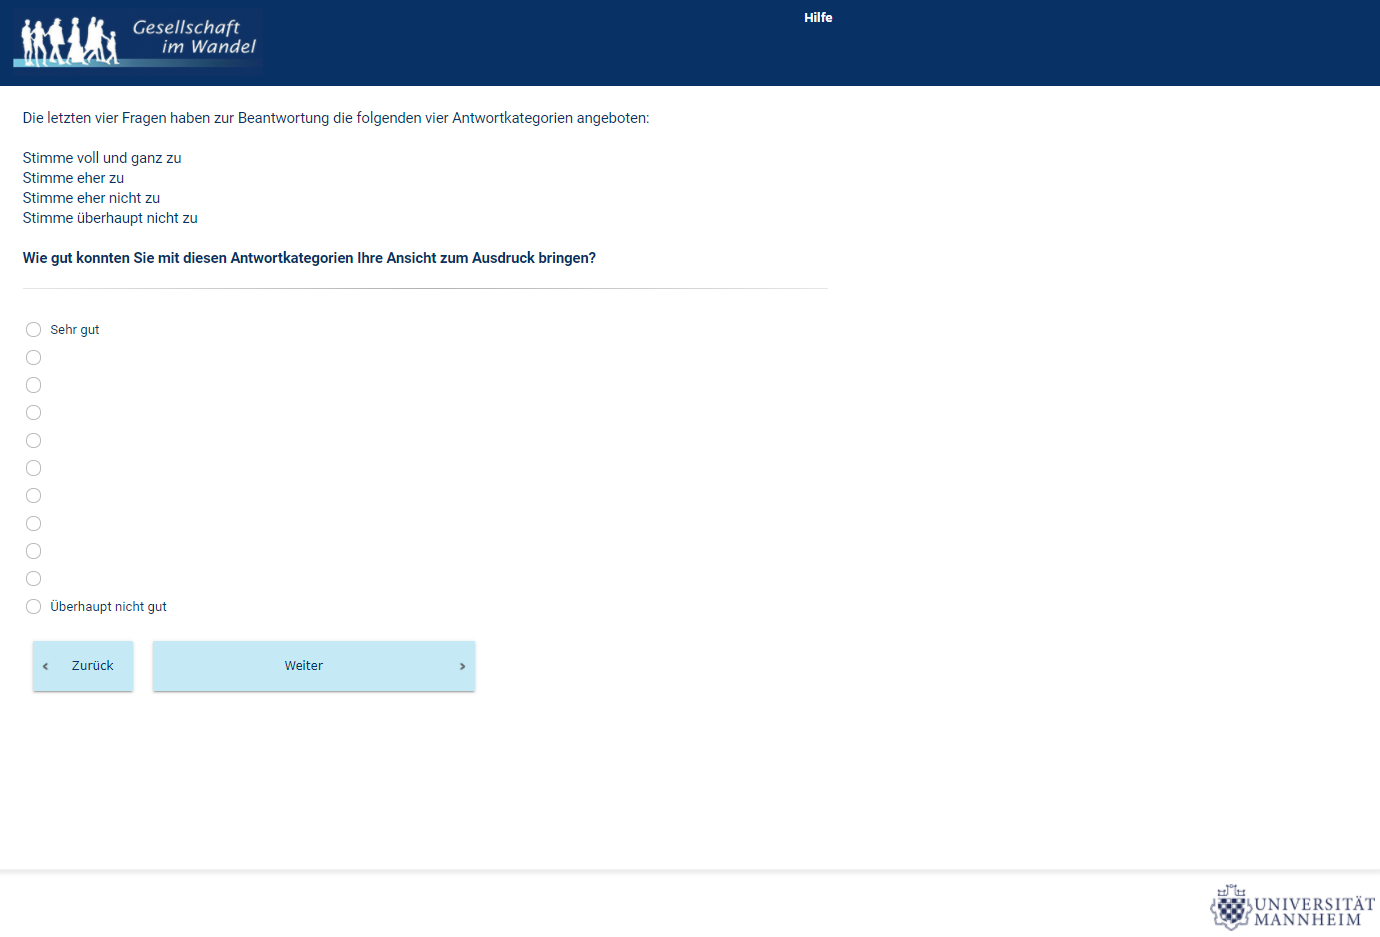 Gesellschaft
im Wandel
Hilfe
Die letzten vier Fragen haben zur Beantwortung die folgenden vier Antwortkategorien angeboten:
Stimme voll und ganz zu
Stimme eher zu
Stimme eher nicht zu
Stimme überhaupt nicht zu
Wie gut konnten Sie mit diesen Antwortkategorien Ihre Ansicht zum Ausdruck bringen?
Sehr gut
Überhaupt nicht gut
‹ Zurück
Weiter ›
UNIVERSITÄT
MANNHEIM